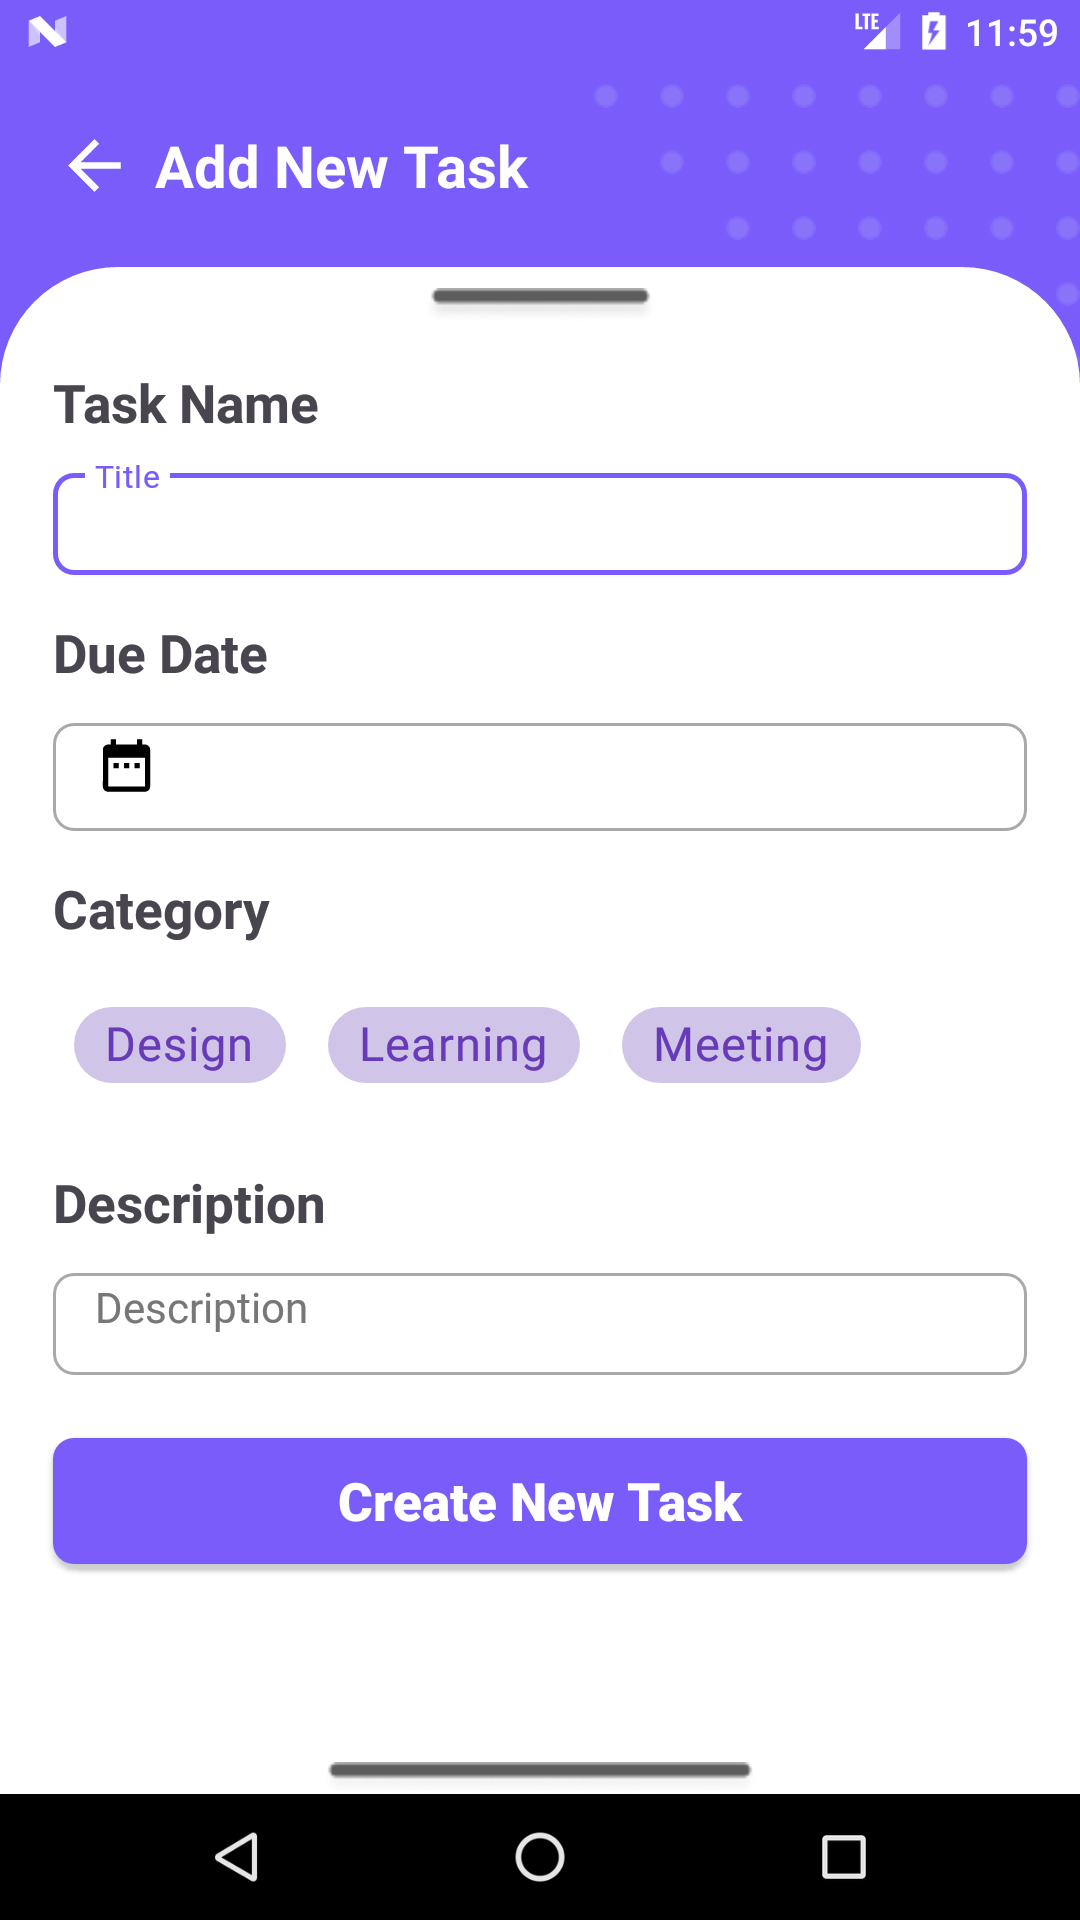 LTE 11:59
Add New Task
Task Name
Title
Due Date
Category
Design Learning Meeting
Description
Description
Create New Task